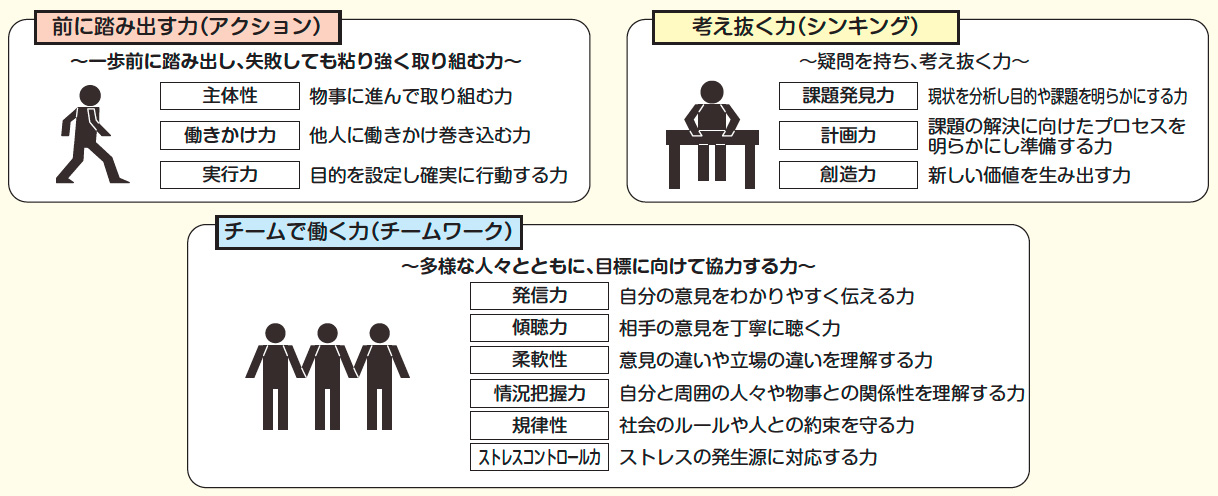 前に踏み出す力(アクション)
～一歩前に踏み出し、失敗しても粘り強く取り組む力～
主体性 物事に進んで取り組む力
働きかけ力 他人に働きかけ巻き込む力
実行力 目的を設定し確実に行動する力
考え抜く力(シンキング)
～疑問を持ち、考え抜く力～
課題発見力 現状を分析し目的や課題を明らかにする力
計画力 課題の解決に向けたプロセスを
明らかにし準備する力
創造力 新しい価値を生み出す力
チームで働く力(チームワーク)
～多様な人々とともに、目標に向けて協力する力～
発信力 自分の意見をわかりやすく伝える力
傾聴力 相手の意見を丁寧に聴く力
柔軟性 意見の違いや立場の違いを理解する力
情況把握力 自分と周囲の人々や物事との関係性を理解する力
規律性 社会のルールや人との約束を守る力
ストレスコントロール力 ストレスの発生源に対応する力